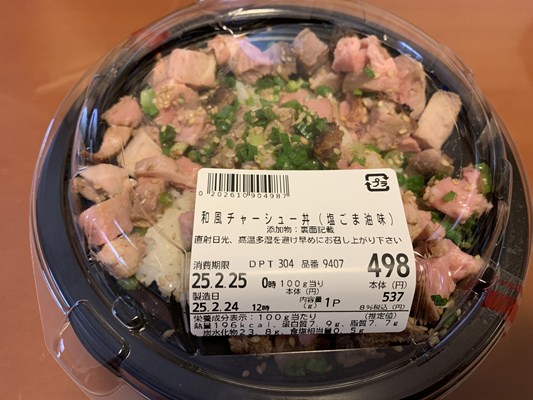 0 202610 904987
プラ
和風チャーシュー丼(塩ごま油味)
添加物:裏面記載
直射日光、高温多湿を避け早めにお召し上がり下さい
消費期限 DPT 304 品番 9407
25.2.25 0時 100g当り 本体(円) 498 本体(円)
製造日 内容量(g) 1P 537
25.2.24 12時 8%税込(円)
栄養成分表示:100g当たり (推定値)
熱量196kcal、蛋白質7.9g、脂質7.7g
炭水化物23.8g、食塩相当量0.5g